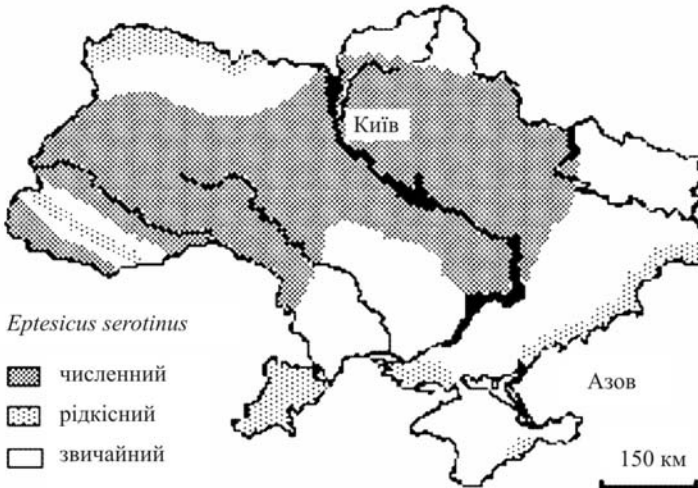 Київ
Eptesicus serotinus
численний
рідкісний
звичайний
Азов
150 км